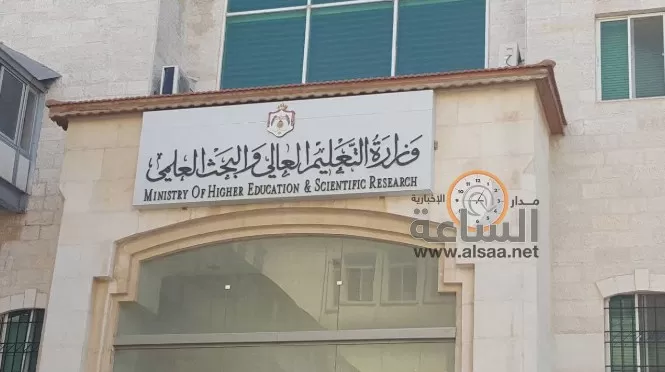 وزارة التعليم العالي والبحث العلمي
MINISTRY OF HIGHER EDUCATION & SCIENTIFIC RESEARCH
مدار الإخبارية
الساعة
www.alsaa.net